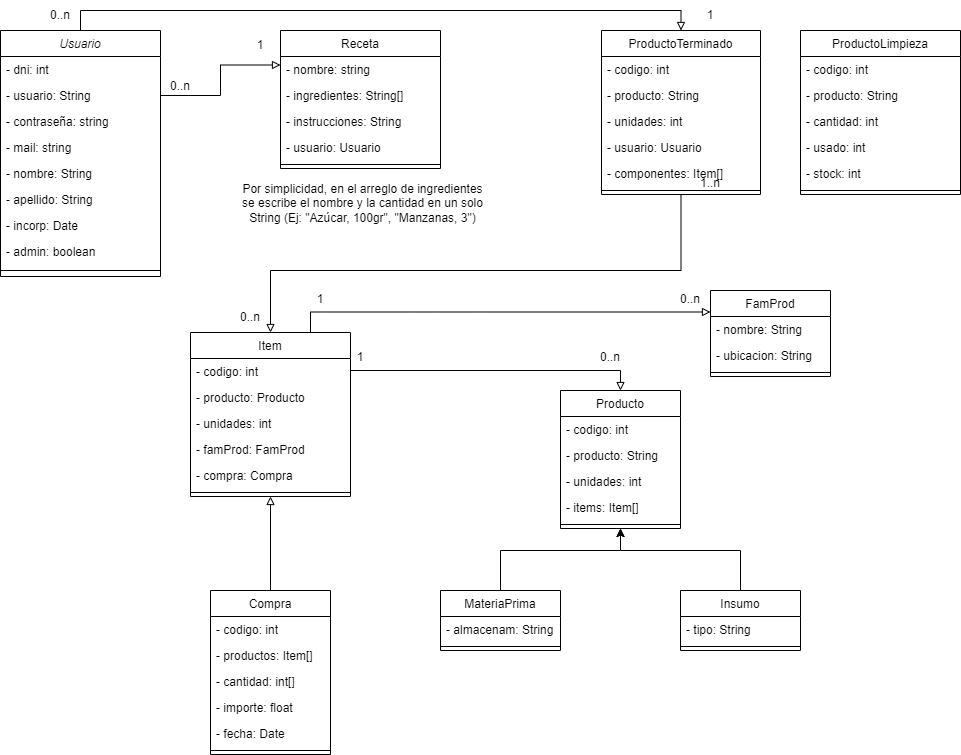 0..n
1
Usuario
- dni: int
- usuario: String
- contraseña: string
- mail: string
- nombre: String
- apellido: String
- incorp: Date
- admin: boolean
0..n
1
Receta
- nombre: string
- ingredientes: String[]
- instrucciones: String
- usuario: Usuario
Por simplicidad, en el arreglo de ingredientes
se escribe el nombre y la cantidad en un solo
String (Ej: "Azúcar, 100gr", "Manzanas, 3")
ProductoTerminado
- codigo: int
- producto: String
- unidades: int
- usuario: Usuario
- componentes: Item[]
1..n
ProductoLimpieza
- codigo: int
- producto: String
- cantidad: int
- usado: int
- stock: int
0..n
1
0..n
FamProd
- nombre: String
- ubicacion: String
Item
- codigo: int
- producto: Producto
- unidades: int
- famProd: FamProd
- compra: Compra
1
0..n
Producto
- codigo: int
- producto: String
- unidades: int
- items: Item[]
Compra
- codigo: int
- productos: Item[]
- cantidad: int[]
- importe: float
- fecha: Date
MateriaPrima
- almacenam: String
Insumo
- tipo: String